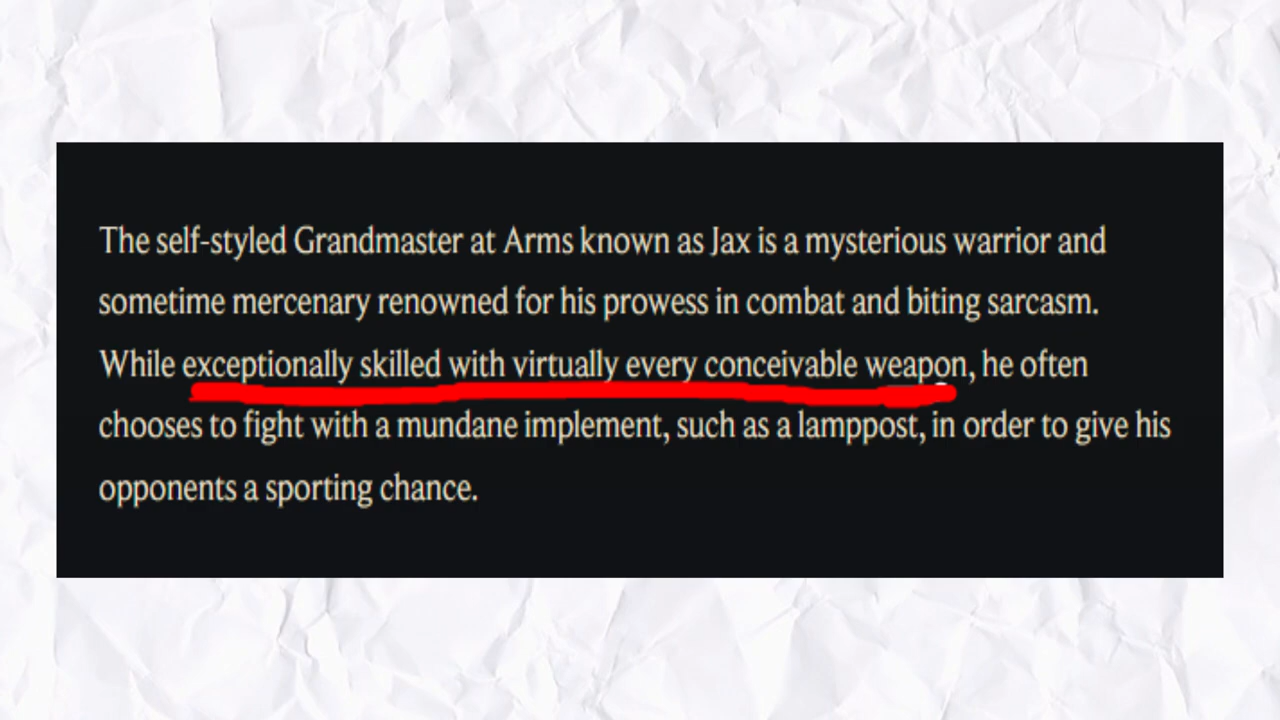 The self-styled Grandmaster at Arms known as Jax is a mysterious warrior and
sometime mercenary renowned for his prowess in combat and biting sarcasm.
While exceptionally skilled with virtually every conceivable weapon, he often
chooses to fight with a mundane implement, such as a lamppost, in order to give his
opponents a sporting chance.